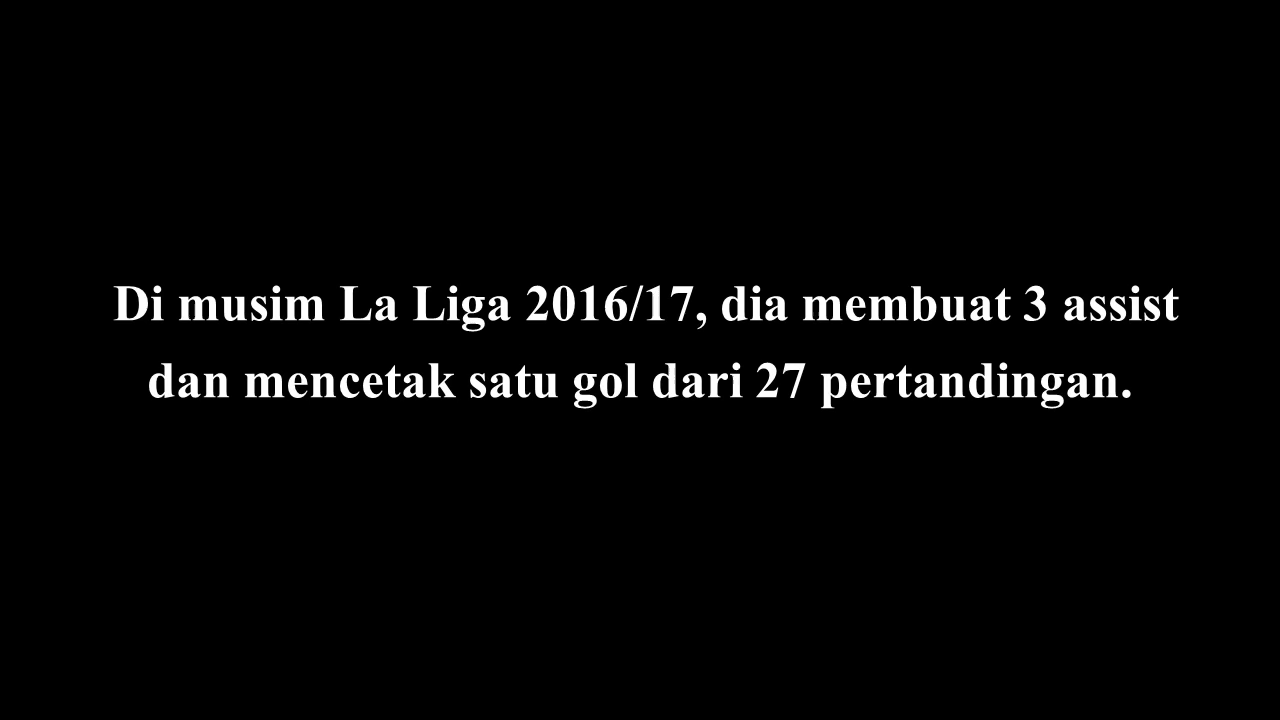 Di musim La Liga 2016/17, dia membuat 3 assist
dan mencetak satu gol dari 27 pertandingan.